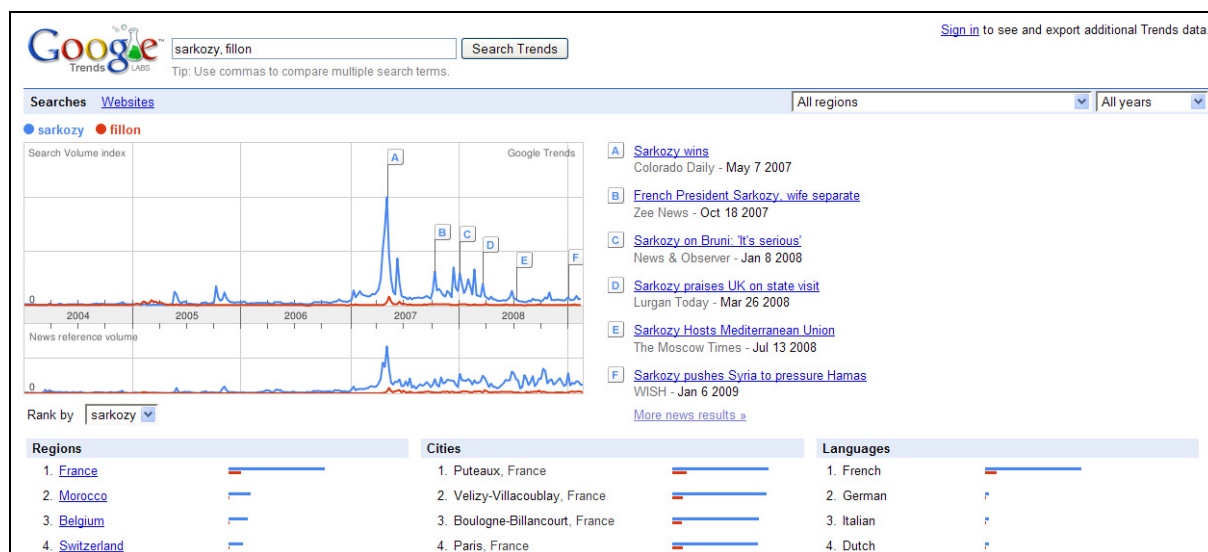 Google
Trends LABS
sarkozy, fillon
Search Trends
Tip: Use commas to compare multiple search terms.
Sign in to see and export additional Trends data.
Searches Websites
All regions
All years
sarkozy fillon
Search Volume index
Google Trends
A
B
C
D
E
F
0
2004 2005 2006 2007 2008
News reference volume
0
A Sarkozy wins
Colorado Daily - May 7 2007
B French President Sarkozy, wife separate
Zee News - Oct 18 2007
C Sarkozy on Bruni: 'It's serious'
News & Observer - Jan 8 2008
D Sarkozy praises UK on state visit
Lurgan Today - Mar 26 2008
E Sarkozy Hosts Mediterranean Union
The Moscow Times - Jul 13 2008
F Sarkozy pushes Syria to pressure Hamas
WISH - Jan 6 2009
More news results »
Rank by sarkozy
Regions
1. France
2. Morocco
3. Belgium
4. Switzerland
Cities
1. Puteaux, France
2. Velizy-Villacoublay, France
3. Boulogne-Billancourt, France
4. Paris, France
Languages
1. French
2. German
3. Italian
4. Dutch